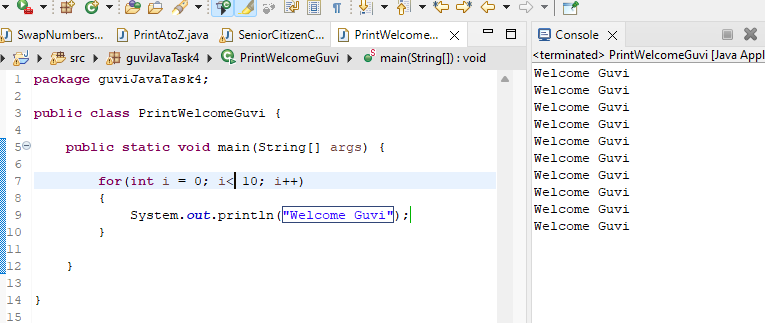 SwapNumbers... PrintAtoZ.java SeniorCitizenC... PrintWelcome...
src guviJavaTask4 PrintWelcomeGuvi main(String[]) : void
1 package guviJavaTask4;
2
3 public class PrintWelcomeGuvi {
4
5 public static void main(String[] args) {
6
7 for(int i = 0; i< 10; i++)
8 {
9 System.out.println("Welcome Guvi");
10 }
11
12 }
13
14 }
15
Console
<terminated> PrintWelcomeGuvi [Java Appl
Welcome Guvi
Welcome Guvi
Welcome Guvi
Welcome Guvi
Welcome Guvi
Welcome Guvi
Welcome Guvi
Welcome Guvi
Welcome Guvi
Welcome Guvi